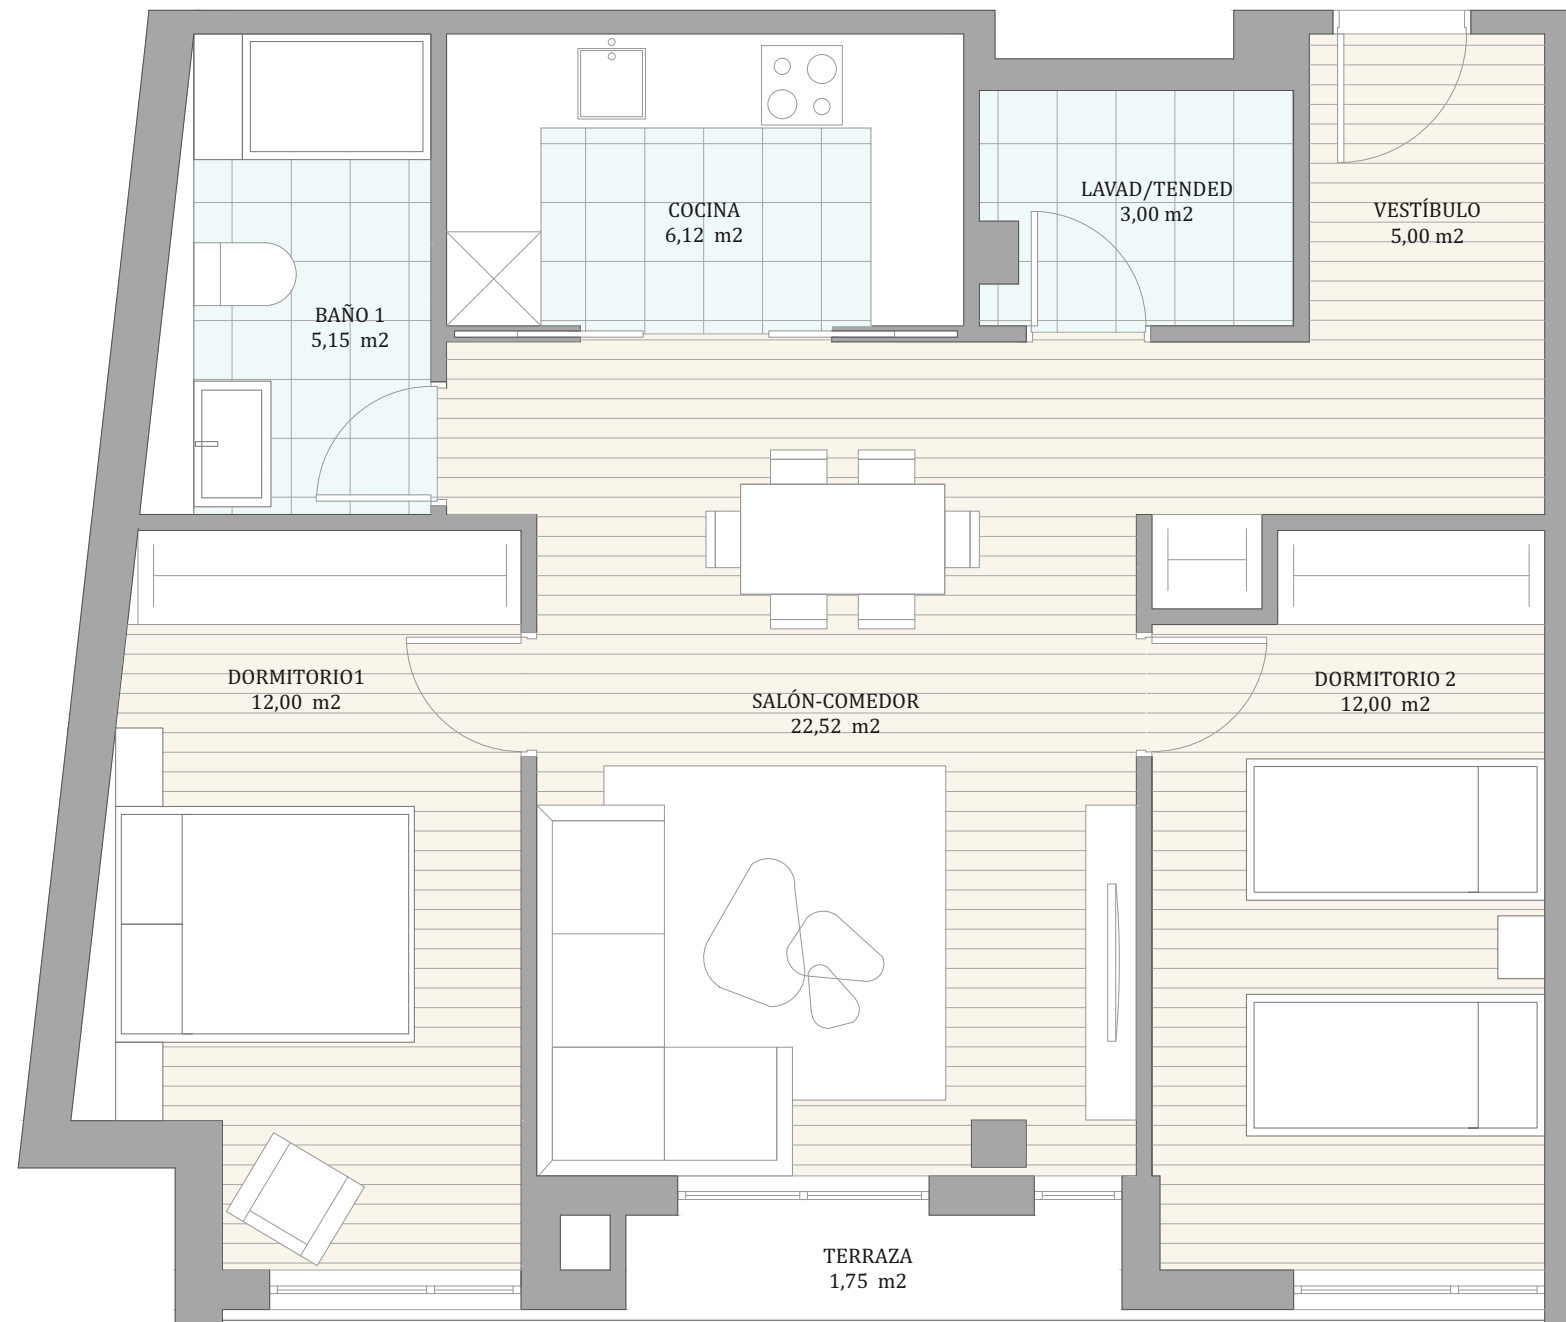 COCINA
6,12 m2
LAVAD/TENDED
3,00 m2
VESTÍBULO
5,00 m2
BAÑO 1
5,15 m2
DORMITORIO1
12,00 m2
SALÓN-COMEDOR
22,52 m2
DORMITORIO 2
12,00 m2
TERRAZA
1,75 m2